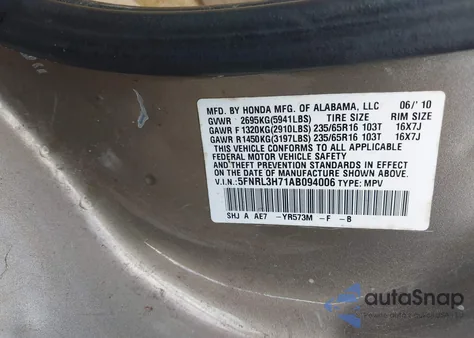 MFD. BY HONDA MFG. OF ALABAMA, LLC 06/'10
GVWR 2695KG(5941LBS) TIRE SIZE RIM SIZE
GAWR F 1320KG(2910LBS) 235/65R16 103T 16X7J
GAWR R 1450KG(3197LBS) 235/65R16 103T 16X7J
THIS VEHICLE CONFORMS TO ALL APPLICABLE
FEDERAL MOTOR VEHICLE SAFETY, BUMPER,
AND THEFT PREVENTION STANDARDS IN EFFECT
ON THE DATE OF MANUFACTURE SHOWN ABOVE.
V.I.N.: 5FNRL3H71AB094006 TYPE: MPV
SHJ A AE7 -YR573M -F -B
autoSnap